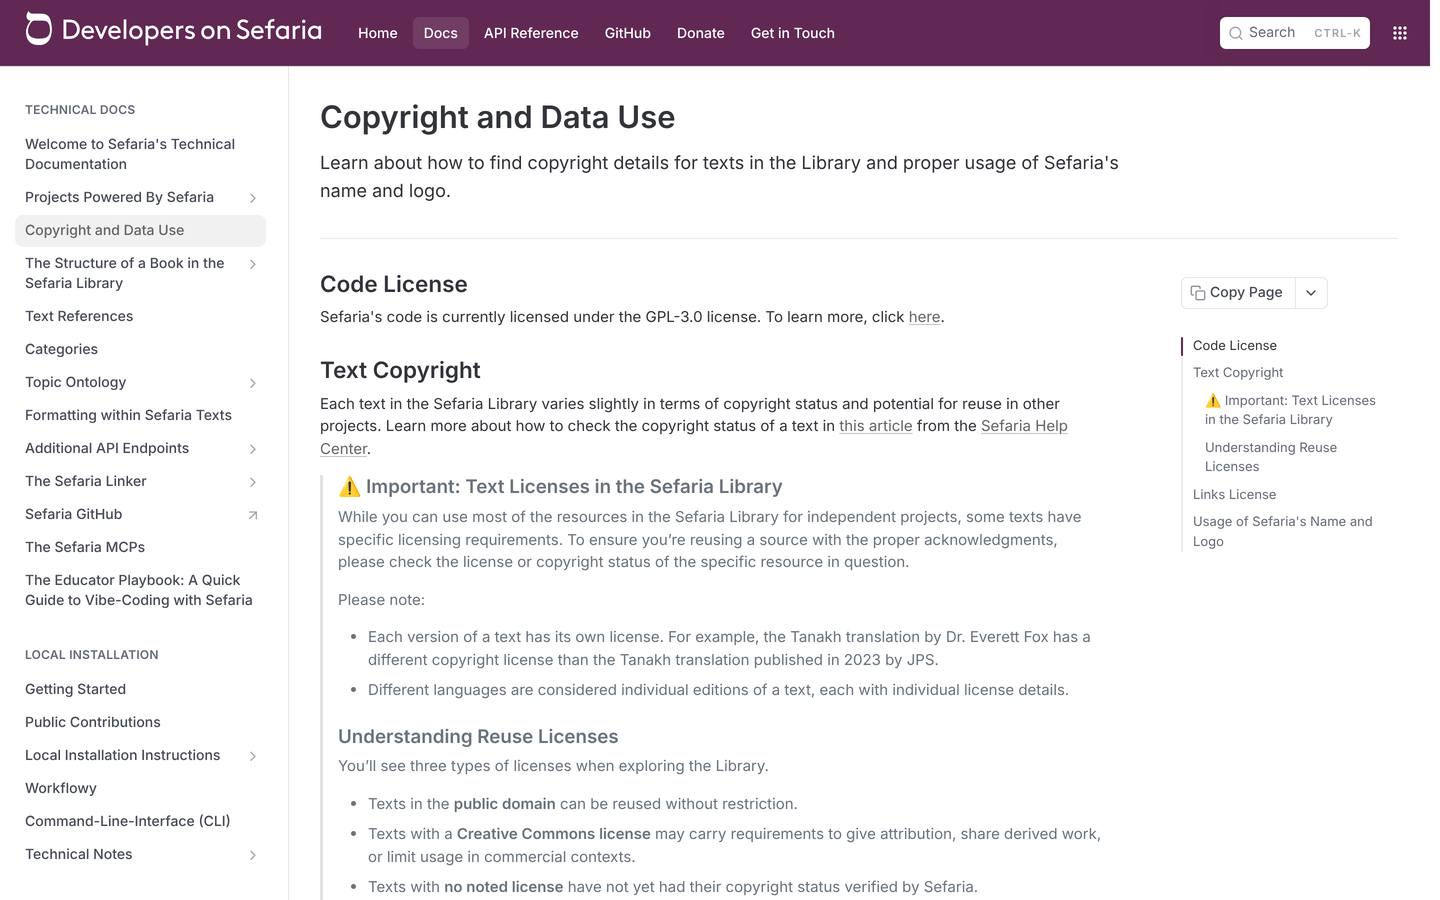 Developers on Sefaria
Home
Docs
API Reference
GitHub
Donate
Get in Touch
Search
CTRL-K
TECHNICAL DOCS
Welcome to Sefaria's Technical
Documentation
Projects Powered By Sefaria
Copyright and Data Use
The Structure of a Book in the
Sefaria Library
Text References
Categories
Topic Ontology
Formatting within Sefaria Texts
Additional API Endpoints
The Sefaria Linker
Sefaria GitHub
The Sefaria MCPs
The Educator Playbook: A Quick
Guide to Vibe-Coding with Sefaria
LOCAL INSTALLATION
Getting Started
Public Contributions
Local Installation Instructions
Workflowy
Command-Line-Interface (CLI)
Technical Notes
Copyright and Data Use
Learn about how to find copyright details for texts in the Library and proper usage of Sefaria's
name and logo.
Code License
Sefaria's code is currently licensed under the GPL-3.0 license. To learn more, click here.
Text Copyright
Each text in the Sefaria Library varies slightly in terms of copyright status and potential for reuse in other
projects. Learn more about how to check the copyright status of a text in this article from the Sefaria Help
Center.
⚠️ Important: Text Licenses in the Sefaria Library
While you can use most of the resources in the Sefaria Library for independent projects, some texts have
specific licensing requirements. To ensure you’re reusing a source with the proper acknowledgments,
please check the license or copyright status of the specific resource in question.
Please note:
• Each version of a text has its own license. For example, the Tanakh translation by Dr. Everett Fox has a
different copyright license than the Tanakh translation published in 2023 by JPS.
• Different languages are considered individual editions of a text, each with individual license details.
Understanding Reuse Licenses
You’ll see three types of licenses when exploring the Library.
• Texts in the public domain can be reused without restriction.
• Texts with a Creative Commons license may carry requirements to give attribution, share derived work,
or limit usage in commercial contexts.
• Texts with no noted license have not yet had their copyright status verified by Sefaria.
Copy Page
Code License
Text Copyright
⚠️ Important: Text Licenses
in the Sefaria Library
Understanding Reuse
Licenses
Links License
Usage of Sefaria's Name and
Logo